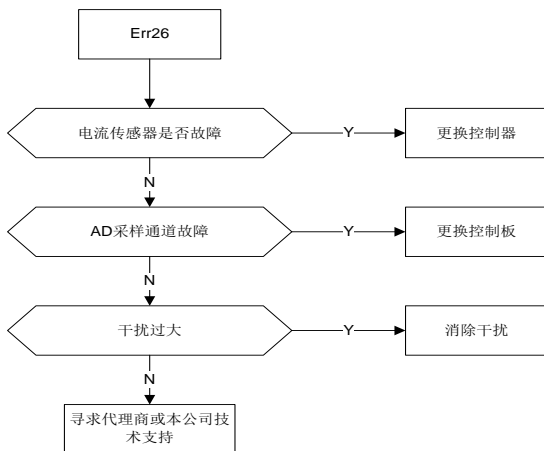 Err26
电流传感器是否故障
Y
更换控制器
N
AD采样通道故障
Y
更换控制板
N
干扰过大
Y
消除干扰
N
寻求代理商或本公司技
术支持